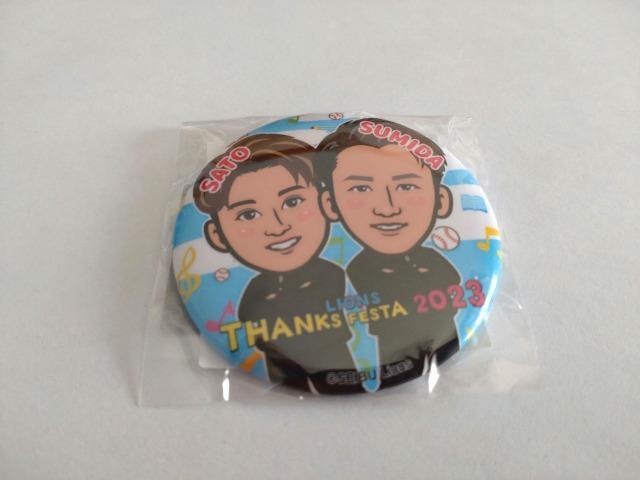 SATO
SUMIDA
LIONS
THANKS FESTA 2023
©SEIBU Lions